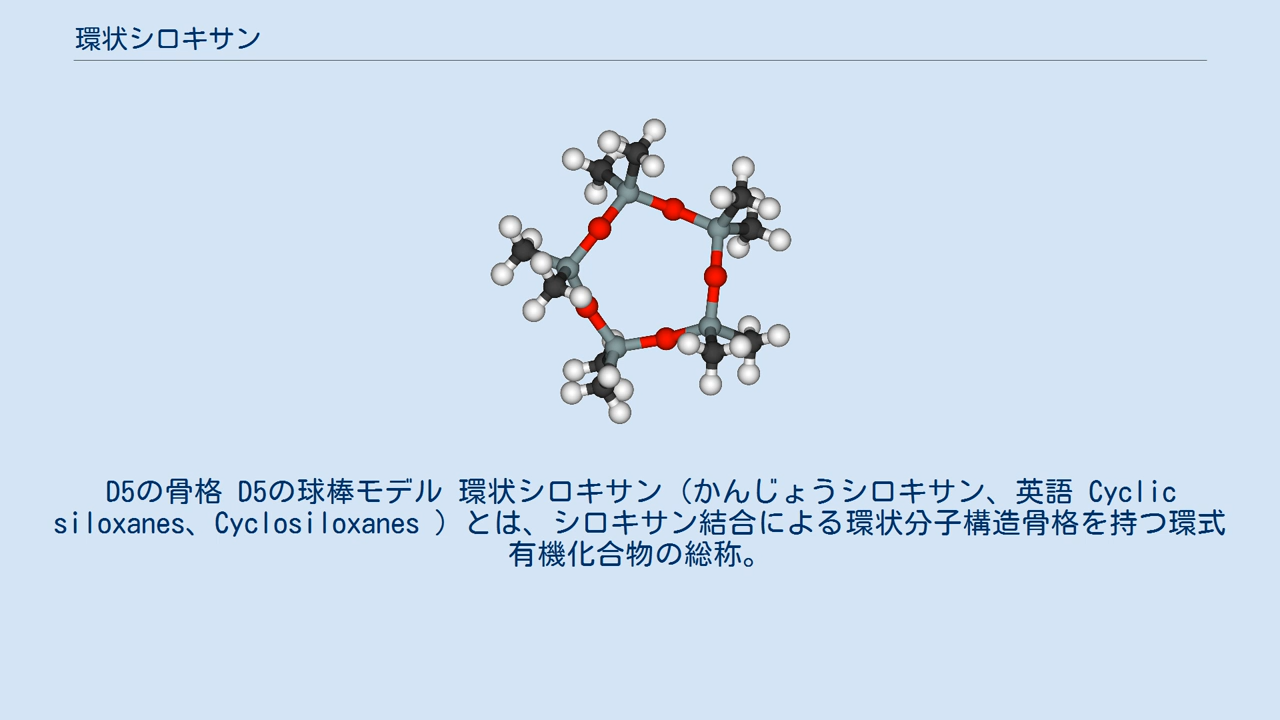 環状シロキサン
D5の骨格 D5の球棒モデル 環状シロキサン（かんじょうシロキサン、英語 Cyclic
siloxanes、Cyclosiloxanes ）とは、シロキサン結合による環状分子構造骨格を持つ環式
有機化合物の総称。